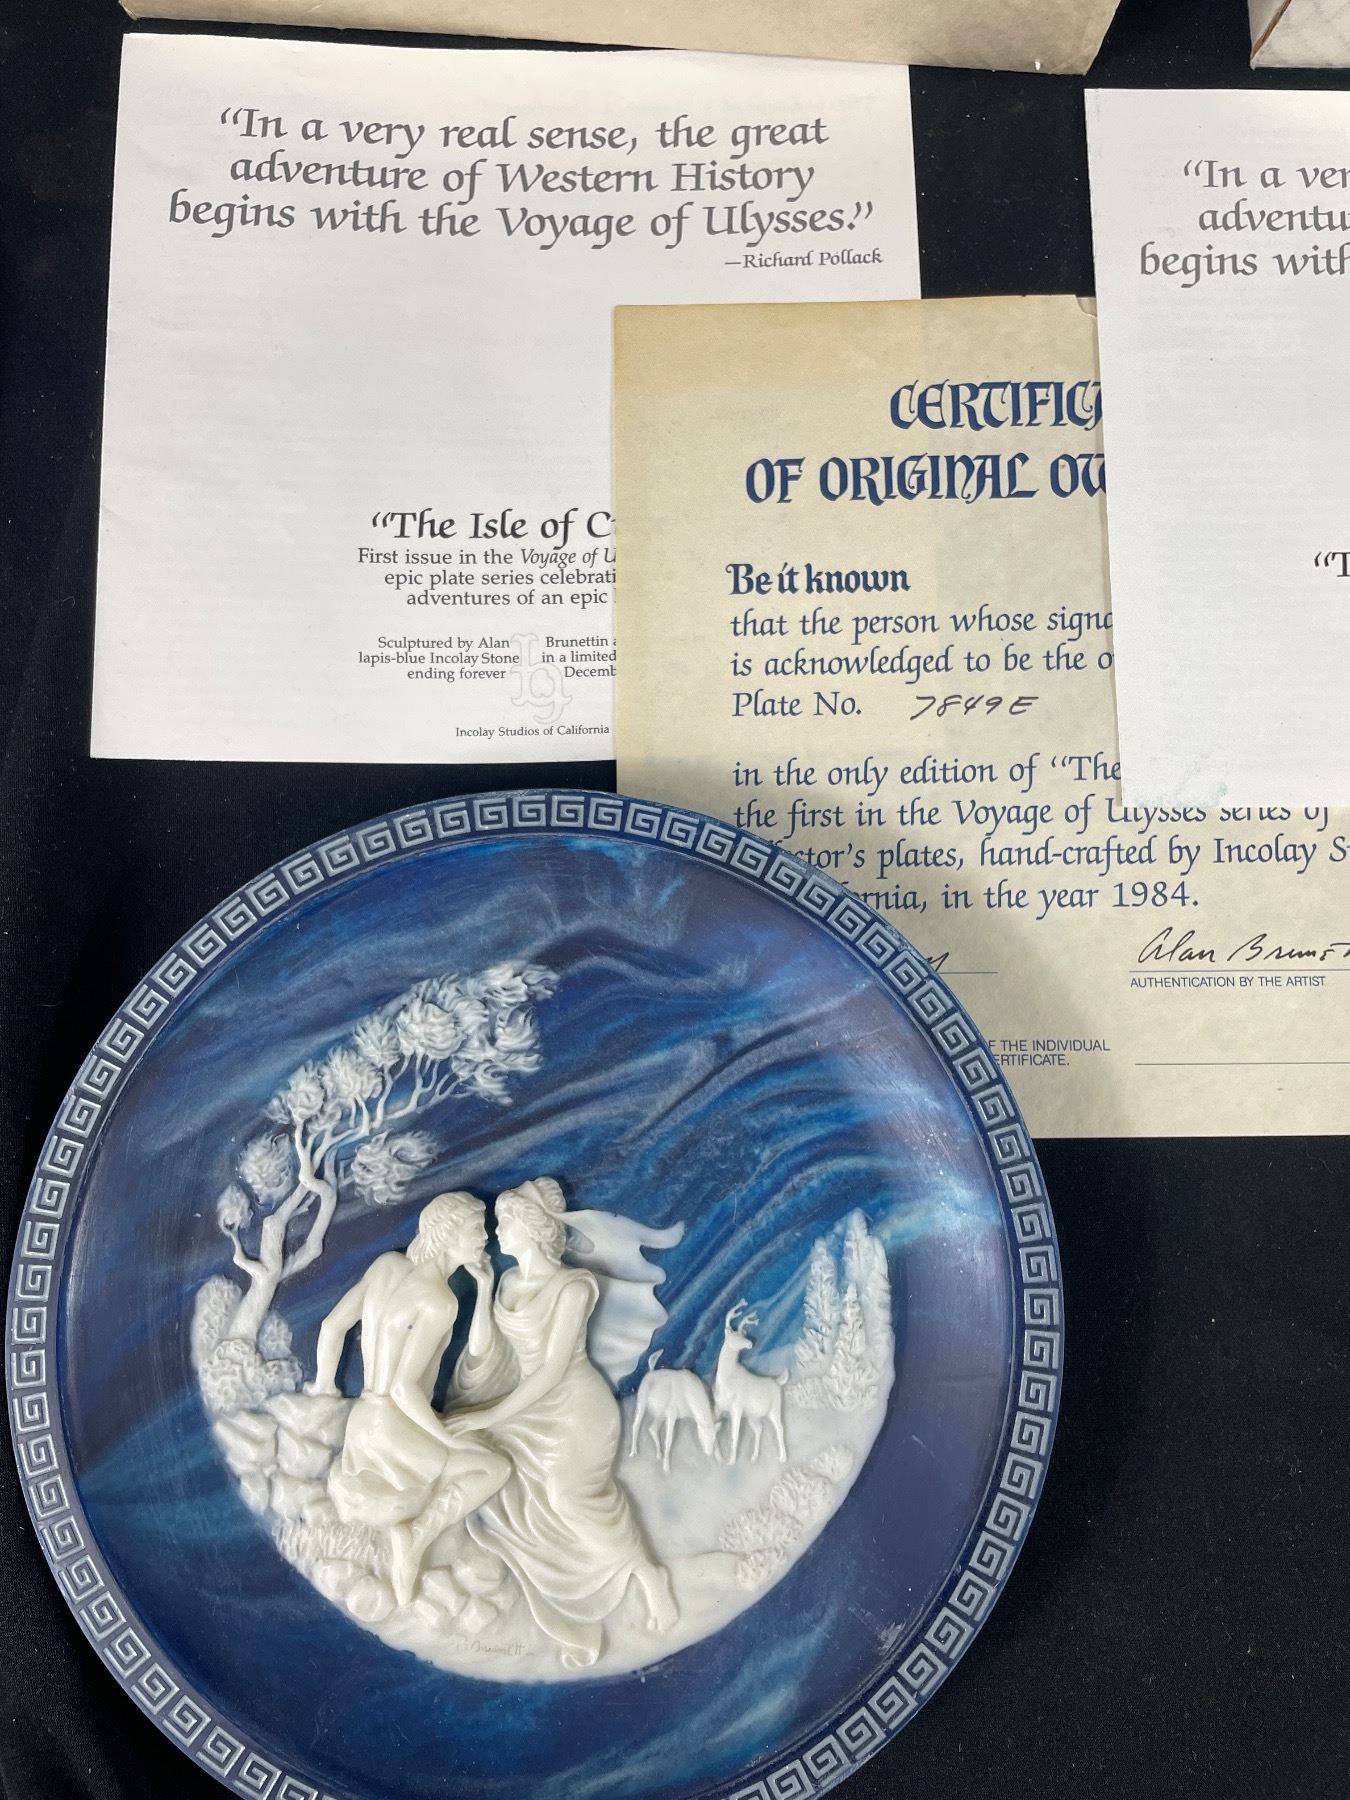 “In a very real sense, the great
adventure of Western History
begins with the Voyage of Ulysses.”
—Richard Pollack
“The Isle of C
First issue in the Voyage of U
epic plate series celebrati
adventures of an epic
Sculptured by Alan Brunettin
lapis-blue Incolay Stone in a limited
ending forever Decemb
Incolay Studios of California
CERTIFIC
OF ORIGINAL OW
Be it known
that the person whose signa
is acknowledged to be the o
Plate No. 7849E
in the only edition of “The
the first in the Voyage of Ulysses series of
ctor’s plates, hand-crafted by Incolay S
rnia, in the year 1984.
Alan Brunet
AUTHENTICATION BY THE ARTIST
F THE INDIVIDUAL
ERTIFICATE.
“In a ver
adventu
begins with
“T